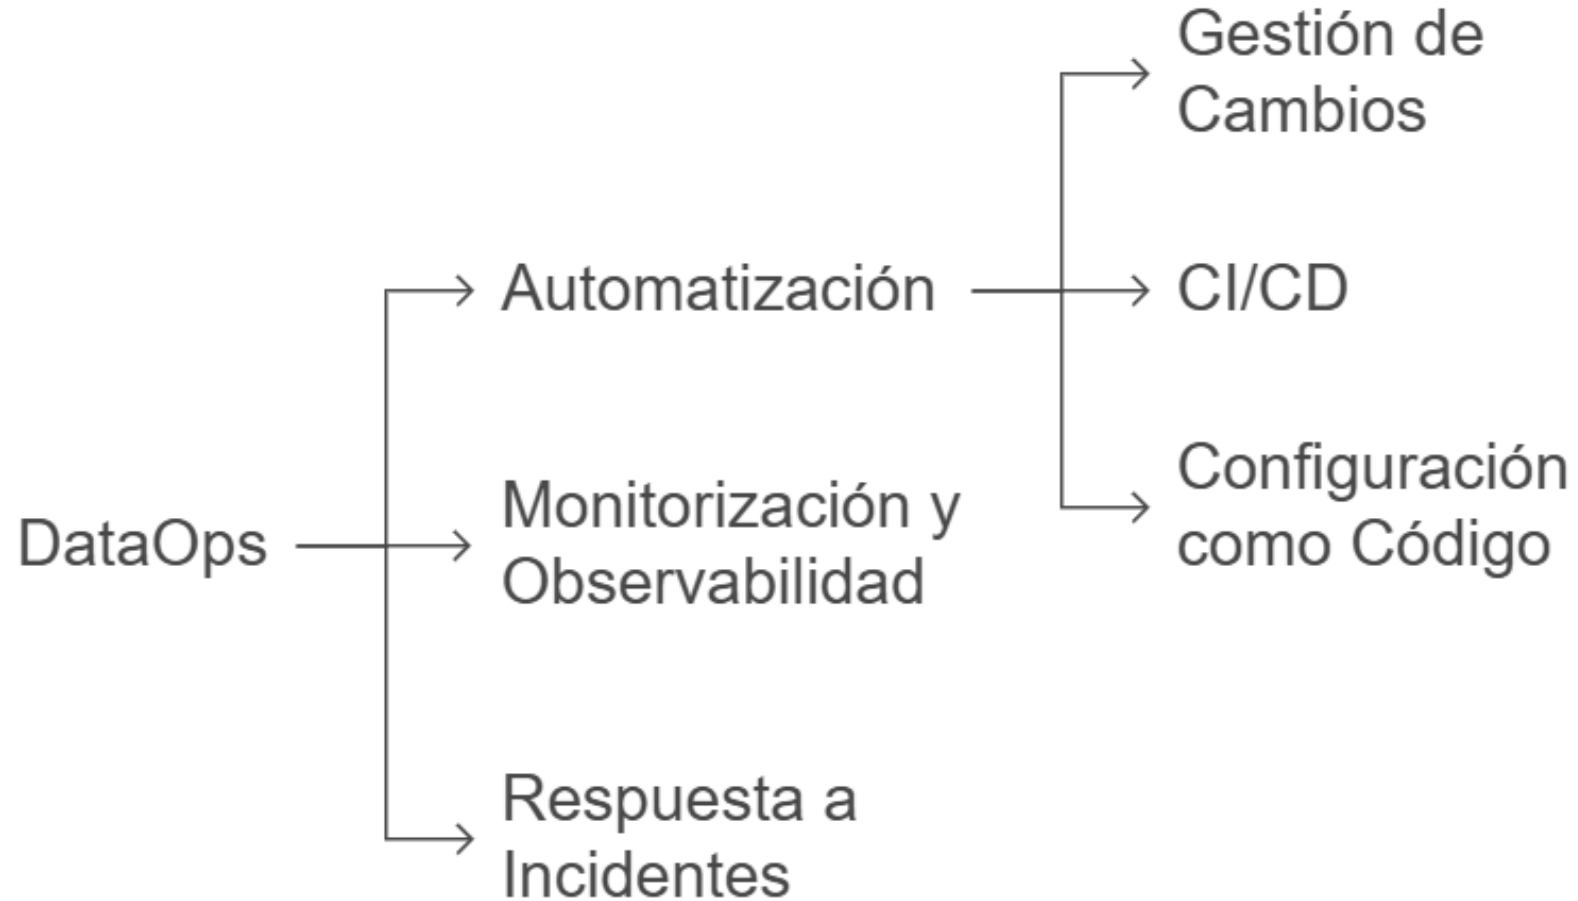 DataOps
Automatización
Monitorización y
Observabilidad
Respuesta a
Incidentes
Gestión de
Cambios
CI/CD
Configuración
como Código